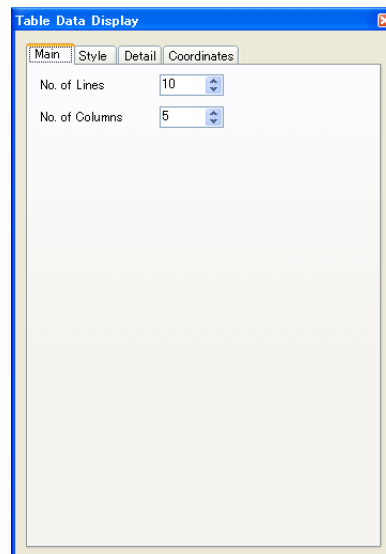 Table Data Display
Main Style Detail Coordinates
No. of Lines 10
No. of Columns 5